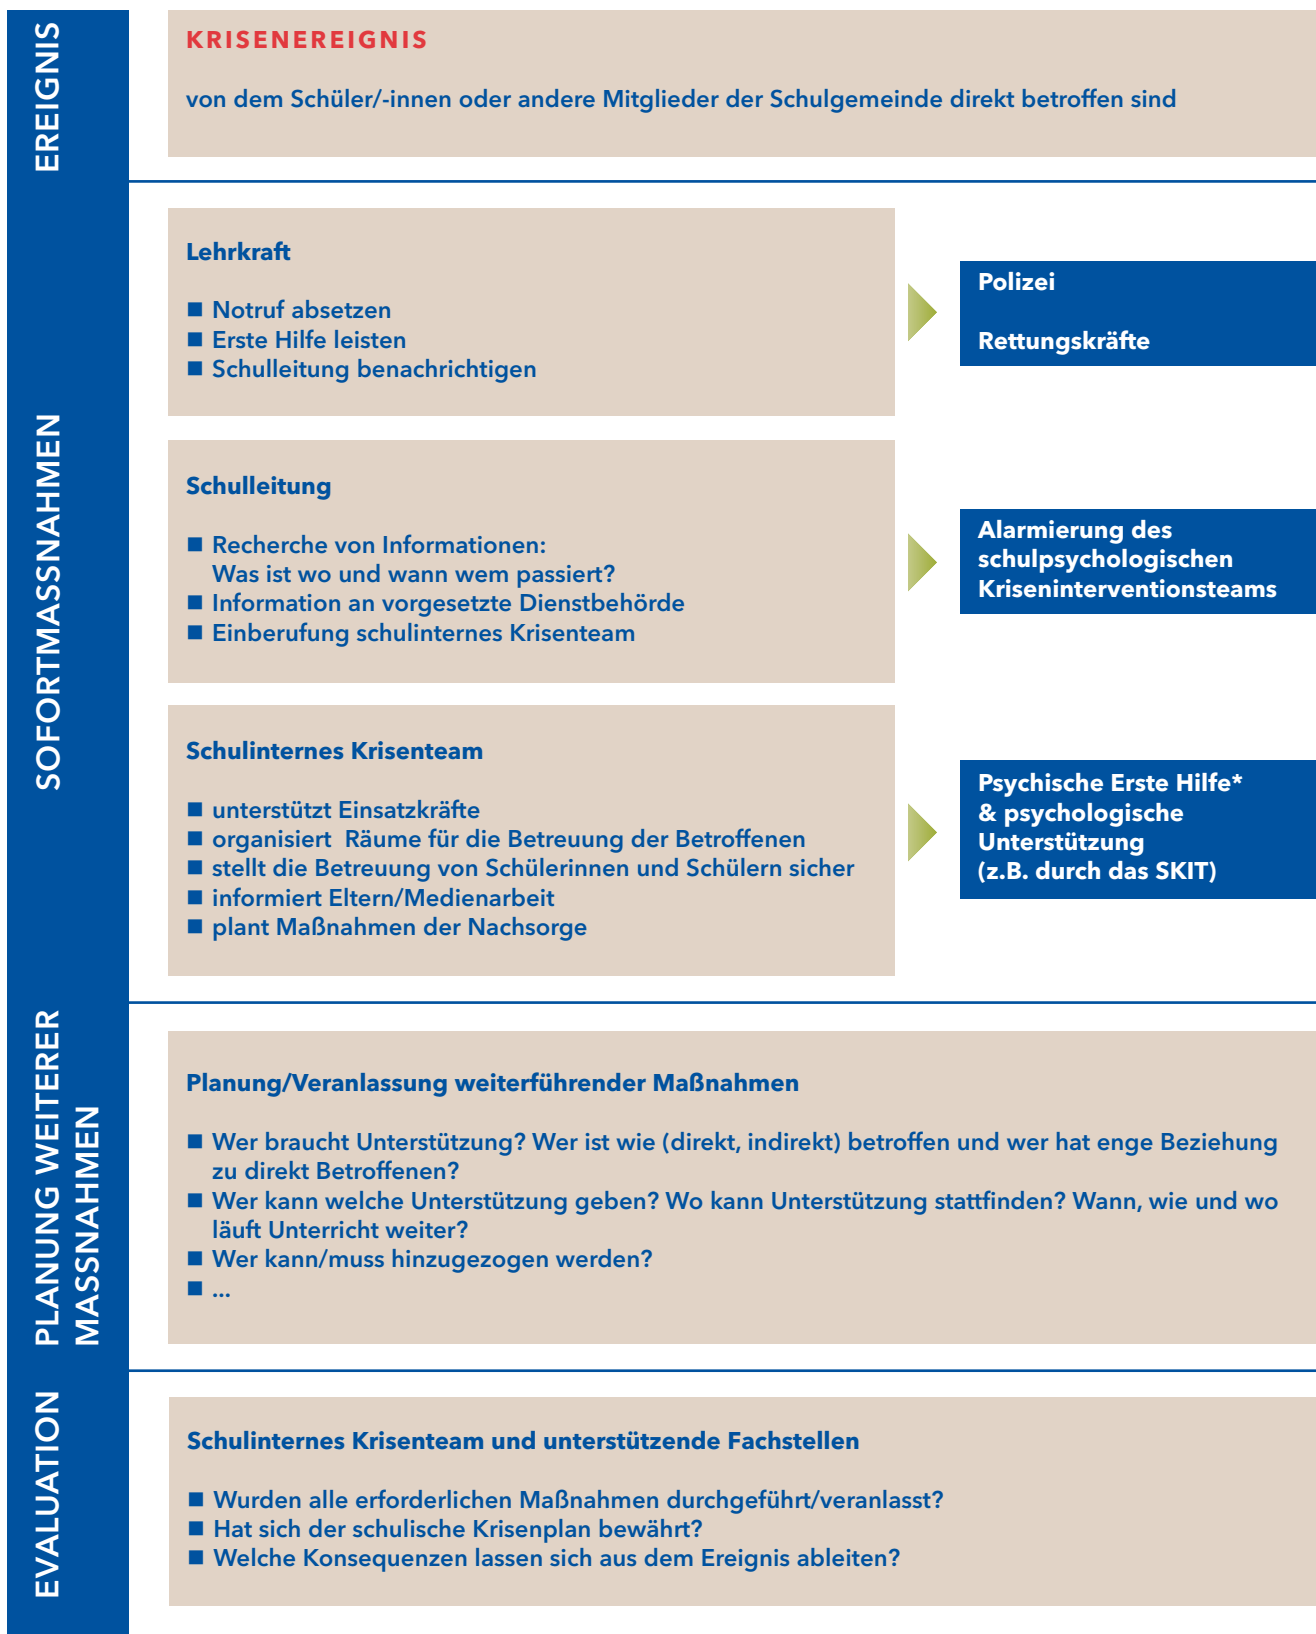 EREIGNIS
KRISENEREIGNIS
von dem Schüler/-innen oder andere Mitglieder der Schulgemeinde direkt betroffen sind
SOFORTMASSNAHMEN
Lehrkraft
■ Notruf absetzen
■ Erste Hilfe leisten
■ Schulleitung benachrichtigen
Polizei
Rettungskräfte
Schulleitung
■ Recherche von Informationen:
Was ist wo und wann wem passiert?
■ Information an vorgesetzte Dienstbehörde
■ Einberufung schulinternes Krisenteam
Alarmierung des
schulpsychologischen
Kriseninterventionsteams
Schulinternes Krisenteam
■ unterstützt Einsatzkräfte
■ organisiert Räume für die Betreuung der Betroffenen
■ stellt die Betreuung von Schülerinnen und Schülern sicher
■ informiert Eltern/Medienarbeit
■ plant Maßnahmen der Nachsorge
Psychische Erste Hilfe*
& psychologische
Unterstützung
(z.B. durch das SKIT)
PLANUNG WEITERER
MASSNAHMEN
Planung/Veranlassung weiterführender Maßnahmen
■ Wer braucht Unterstützung? Wer ist wie (direkt, indirekt) betroffen und wer hat enge Beziehung
zu direkt Betroffenen?
■ Wer kann welche Unterstützung geben? Wo kann Unterstützung stattfinden? Wann, wie und wo
läuft Unterricht weiter?
■ Wer kann/muss hinzugezogen werden?
■ ...
EVALUATION
Schulinternes Krisenteam und unterstützende Fachstellen
■ Wurden alle erforderlichen Maßnahmen durchgeführt/veranlasst?
■ Hat sich der schulische Krisenplan bewährt?
■ Welche Konsequenzen lassen sich aus dem Ereignis ableiten?